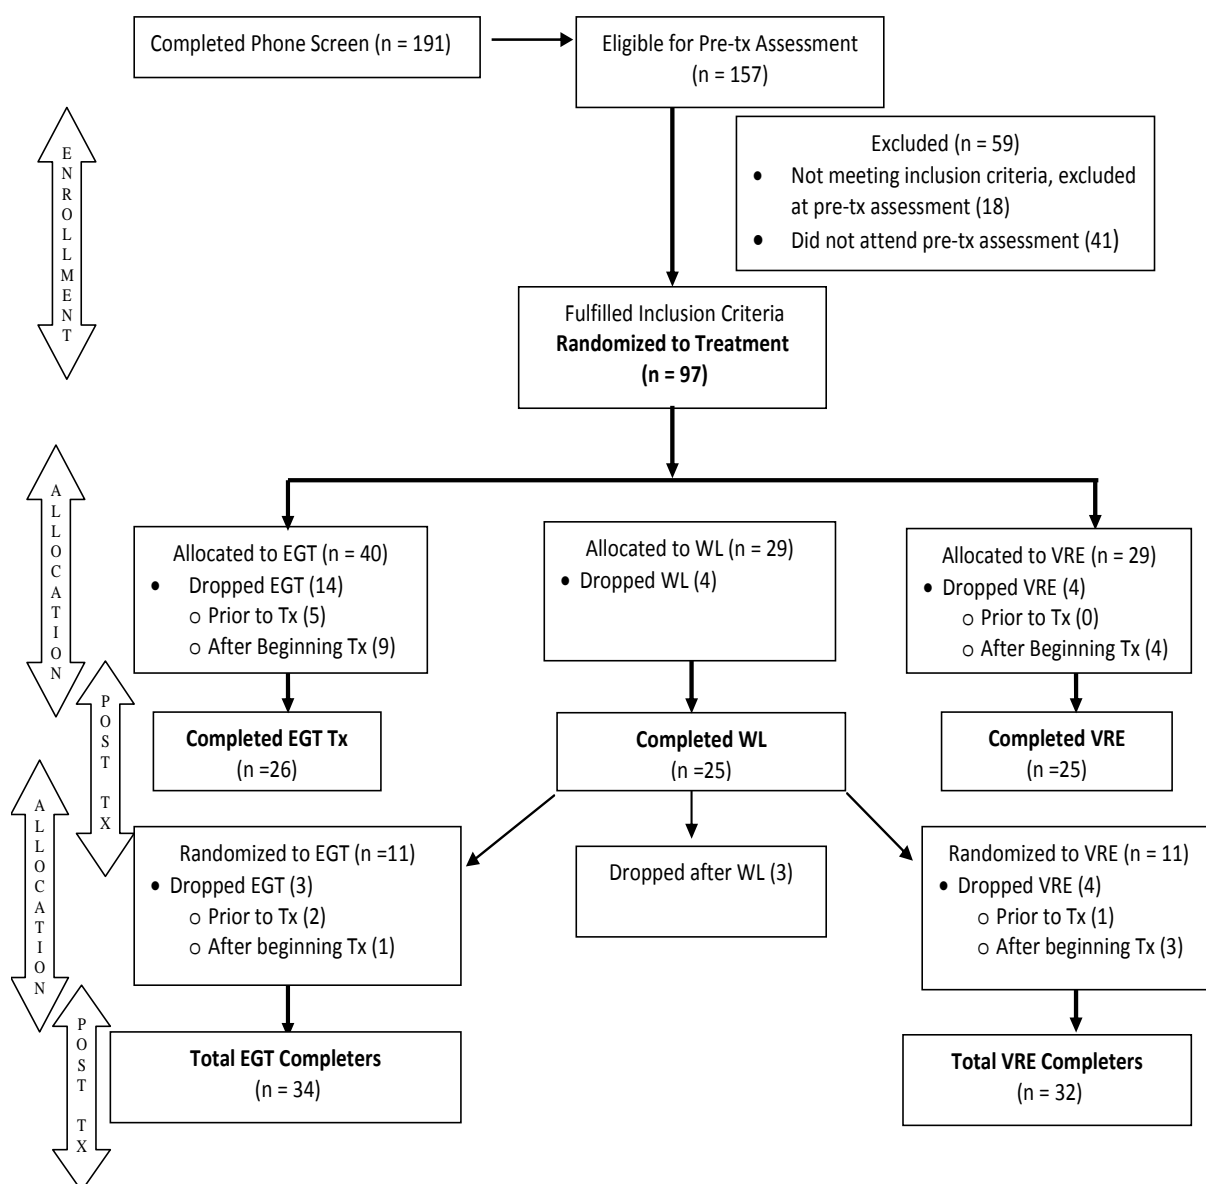 Completed Phone Screen (n = 191)
Eligible for Pre-tx Assessment
(n = 157)
ENROLLMENT
Excluded (n = 59)
• Not meeting inclusion criteria, excluded
at pre-tx assessment (18)
• Did not attend pre-tx assessment (41)
Fulfilled Inclusion Criteria
Randomized to Treatment
(n = 97)
ALLOCATION
Allocated to EGT (n = 40)
• Dropped EGT (14)
o Prior to Tx (5)
o After Beginning Tx (9)
Allocated to WL (n = 29)
• Dropped WL (4)
Allocated to VRE (n = 29)
• Dropped VRE (4)
o Prior to Tx (0)
o After Beginning Tx (4)
POST TX
Completed EGT Tx
(n =26)
Completed WL
(n =25)
Completed VRE
(n =25)
ALLOCATION
Randomized to EGT (n =11)
• Dropped EGT (3)
o Prior to Tx (2)
o After beginning Tx (1)
Dropped after WL (3)
Randomized to VRE (n = 11)
• Dropped VRE (4)
o Prior to Tx (1)
o After beginning Tx (3)
POST TX
Total EGT Completers
(n = 34)
Total VRE Completers
(n = 32)